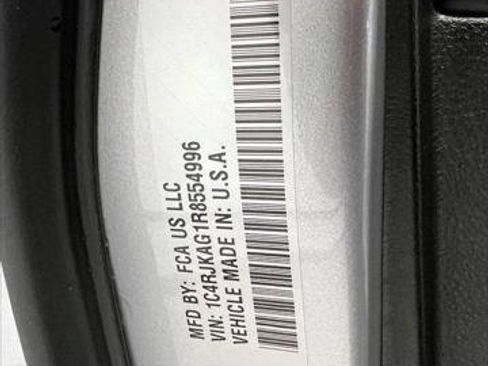 MFD BY: FCA US LLC
VIN: 1C4RJKAG1R8554996
VEHICLE MADE IN: U.S.A.